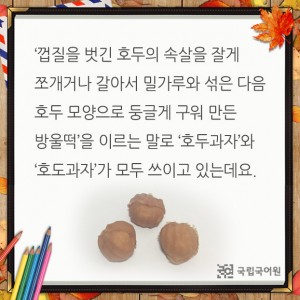 ‘껍질을 벗긴 호두의 속살을 잘게
쪼개거나 갈아서 밀가루와 섞은 다음
호두 모양으로 둥글게 구워 만든
방울떡’을 이르는 말로 ‘호두과자’와
‘호도과자’가 모두 쓰이고 있는데요.
국립국어원